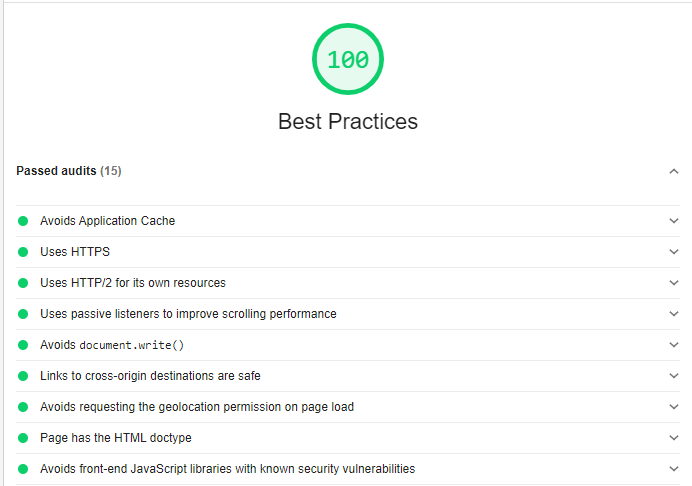 100
Best Practices
Passed audits (15)
Avoids Application Cache
Uses HTTPS
Uses HTTP/2 for its own resources
Uses passive listeners to improve scrolling performance
Avoids document.write()
Links to cross-origin destinations are safe
Avoids requesting the geolocation permission on page load
Page has the HTML doctype
Avoids front-end JavaScript libraries with known security vulnerabilities